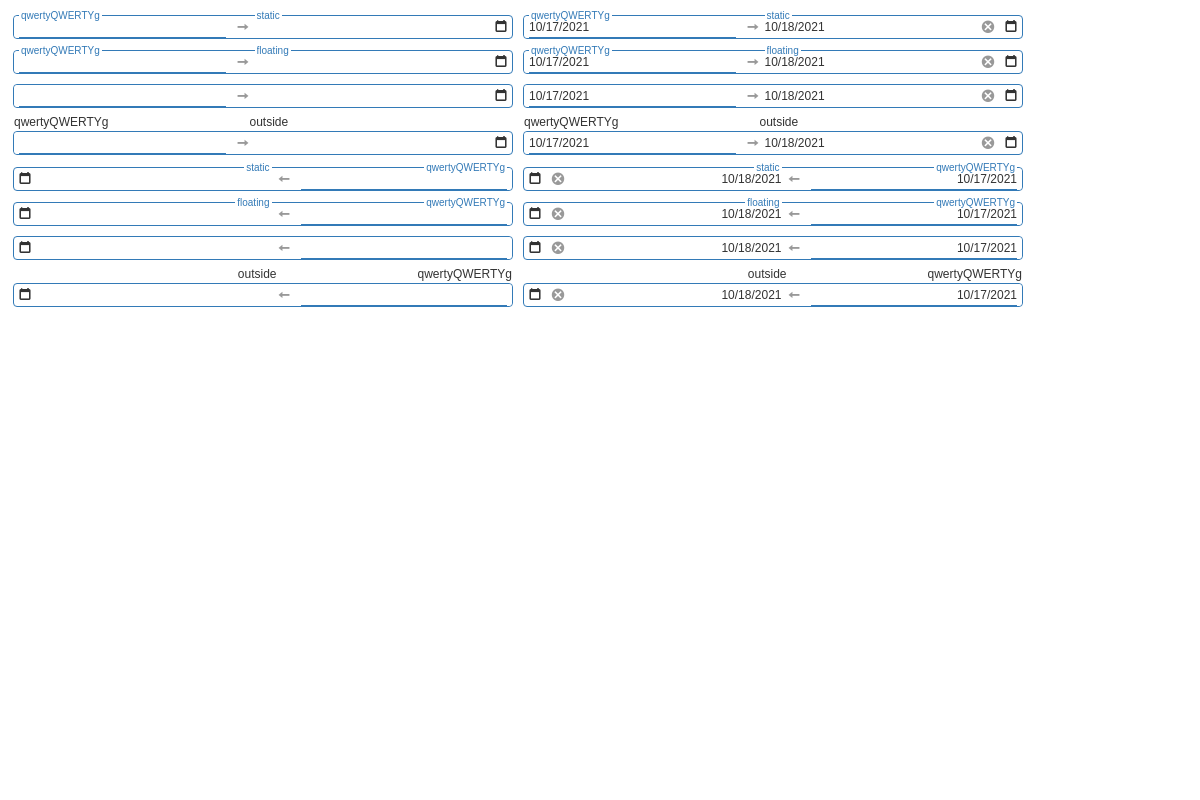 qwertyQWERTYg static qwertyQWERTYg static
10/17/2021 10/18/2021
qwertyQWERTYg floating qwertyQWERTYg floating
10/17/2021 10/18/2021
10/17/2021 10/18/2021
qwertyQWERTYg outside qwertyQWERTYg outside
10/17/2021 10/18/2021
static qwertyQWERTYg static qwertyQWERTYg
10/18/2021 10/17/2021
floating qwertyQWERTYg floating qwertyQWERTYg
10/18/2021 10/17/2021
10/18/2021 10/17/2021
outside qwertyQWERTYg outside qwertyQWERTYg
10/18/2021 10/17/2021